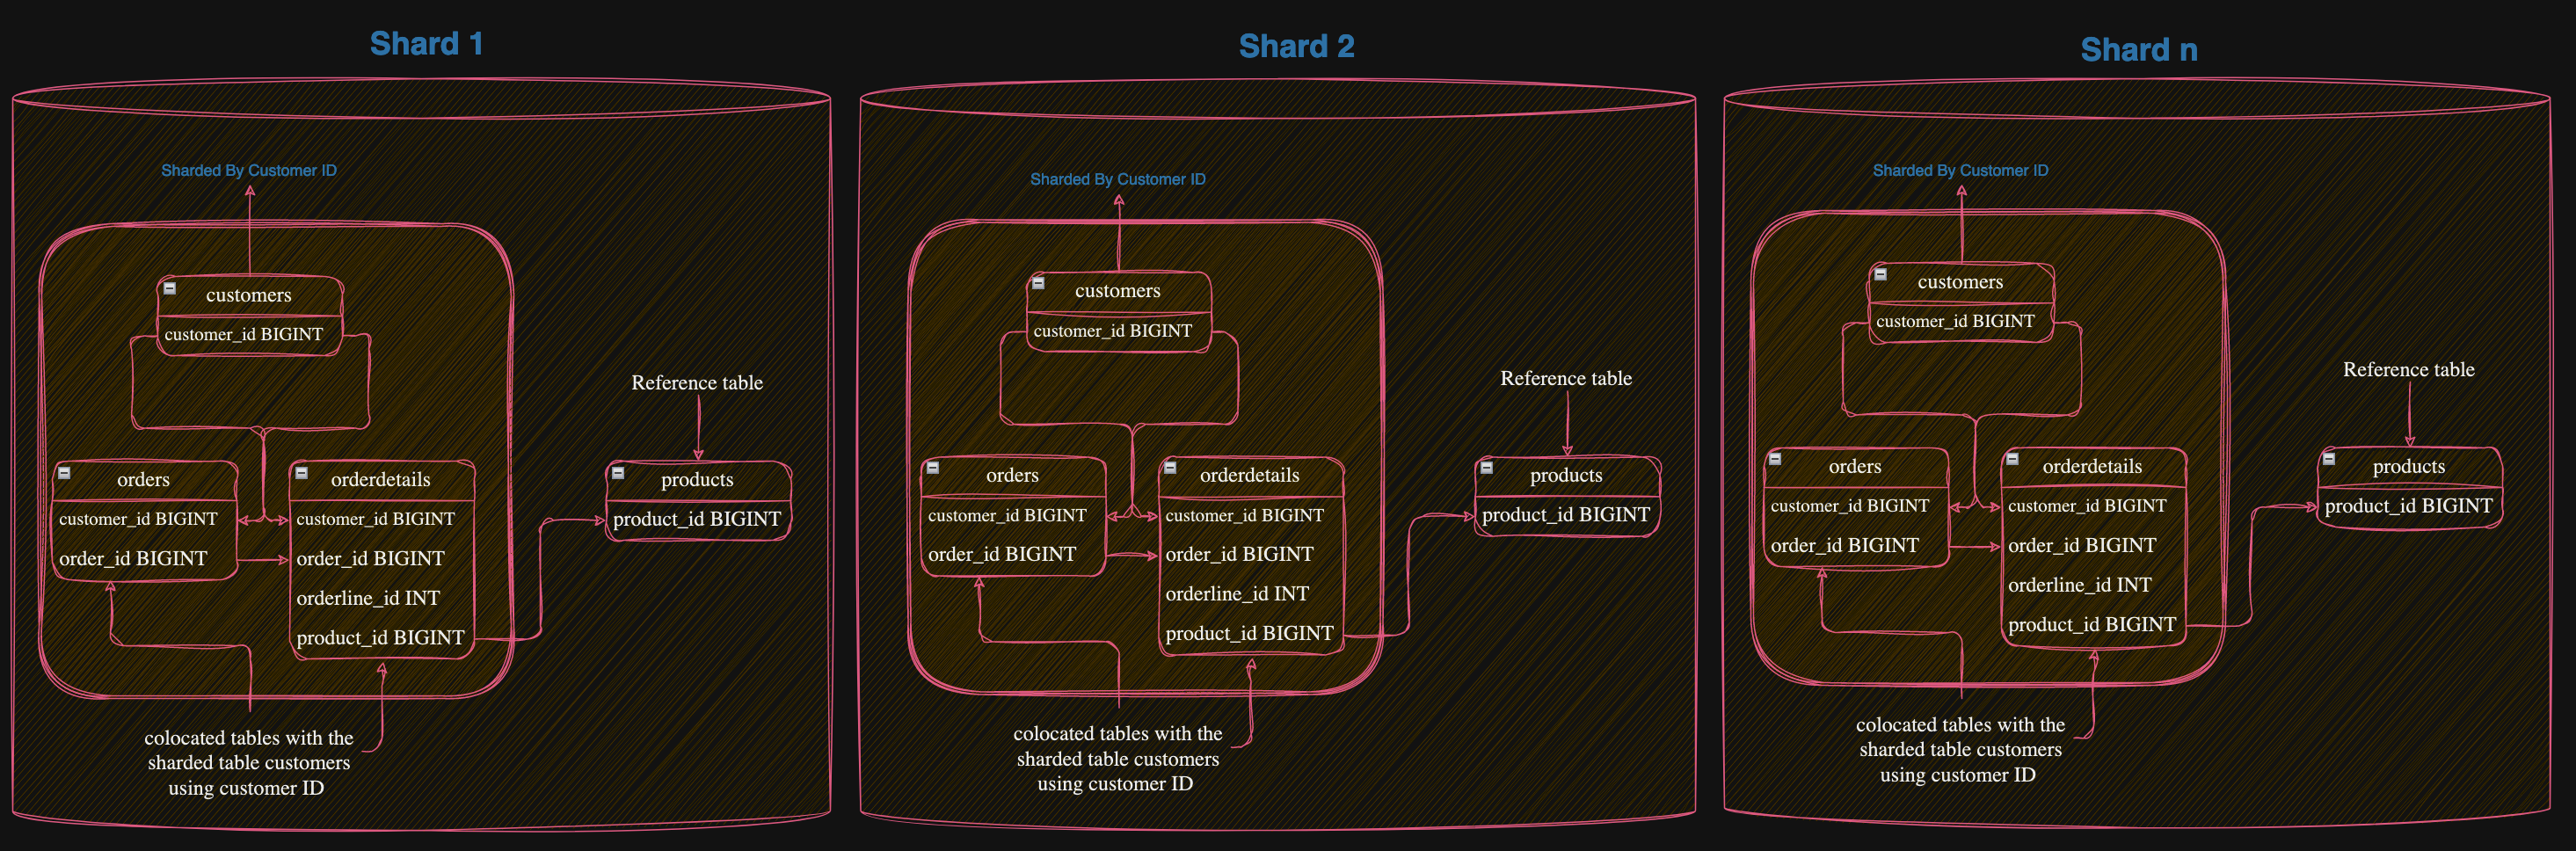 Shard 1
Sharded By Customer ID
customers
customer_id BIGINT
Reference table
orders
customer_id BIGINT
order_id BIGINT
orderdetails
customer_id BIGINT
order_id BIGINT
orderline_id INT
product_id BIGINT
products
product_id BIGINT
colocated tables with the
sharded table customers
using customer ID
Shard 2
Sharded By Customer ID
customers
customer_id BIGINT
Reference table
orders
customer_id BIGINT
order_id BIGINT
orderdetails
customer_id BIGINT
order_id BIGINT
orderline_id INT
product_id BIGINT
products
product_id BIGINT
colocated tables with the
sharded table customers
using customer ID
Shard n
Sharded By Customer ID
customers
customer_id BIGINT
Reference table
orders
customer_id BIGINT
order_id BIGINT
orderdetails
customer_id BIGINT
order_id BIGINT
orderline_id INT
product_id BIGINT
products
product_id BIGINT
colocated tables with the
sharded table customers
using customer ID